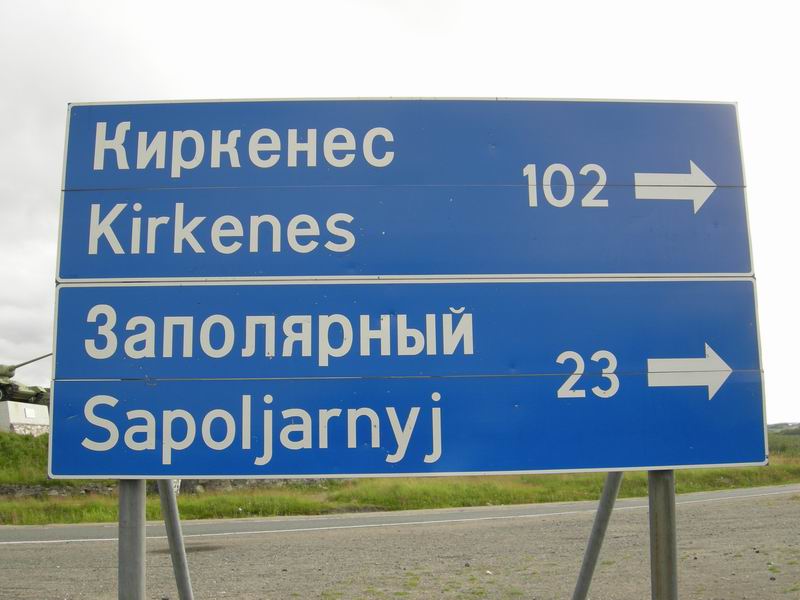 Киркенес
Kirkenes
102
Заполярный
Sapoljarnyj
23